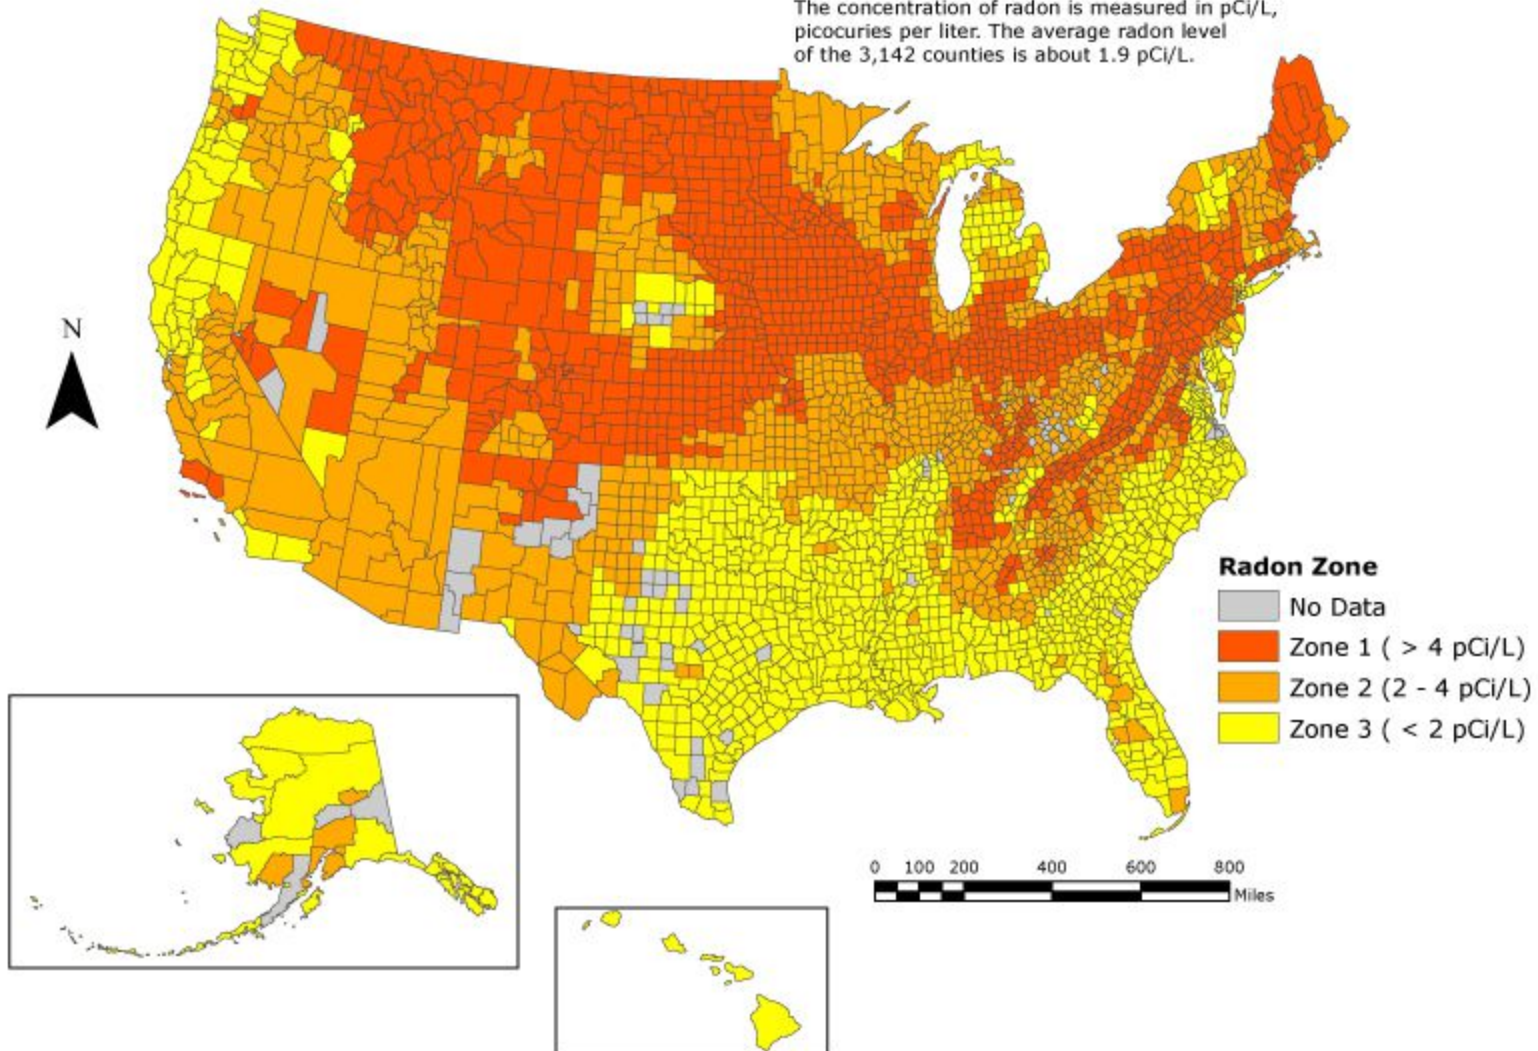 The concentration of radon is measured in pCi/L,
picocuries per liter. The average radon level
of the 3,142 counties is about 1.9 pCi/L.
N
Radon Zone
No Data
Zone 1 ( > 4 pCi/L)
Zone 2 (2 - 4 pCi/L)
Zone 3 ( < 2 pCi/L)
0 100 200 400 600 800
Miles